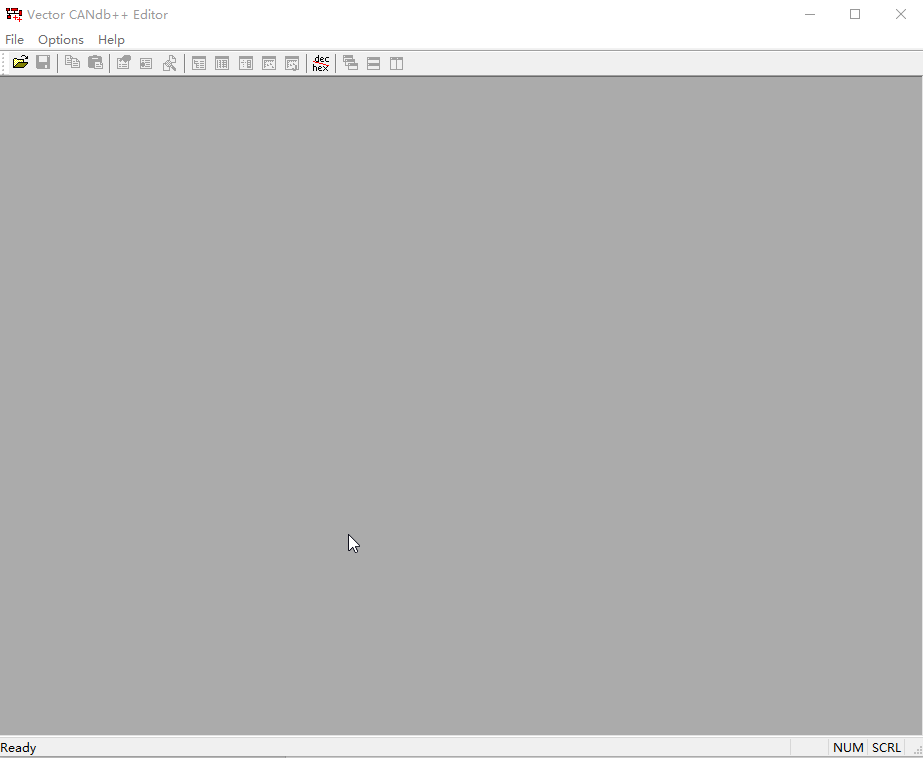 Vector CANdb++ Editor
File Options Help
.dec
hex
Ready NUM SCRL